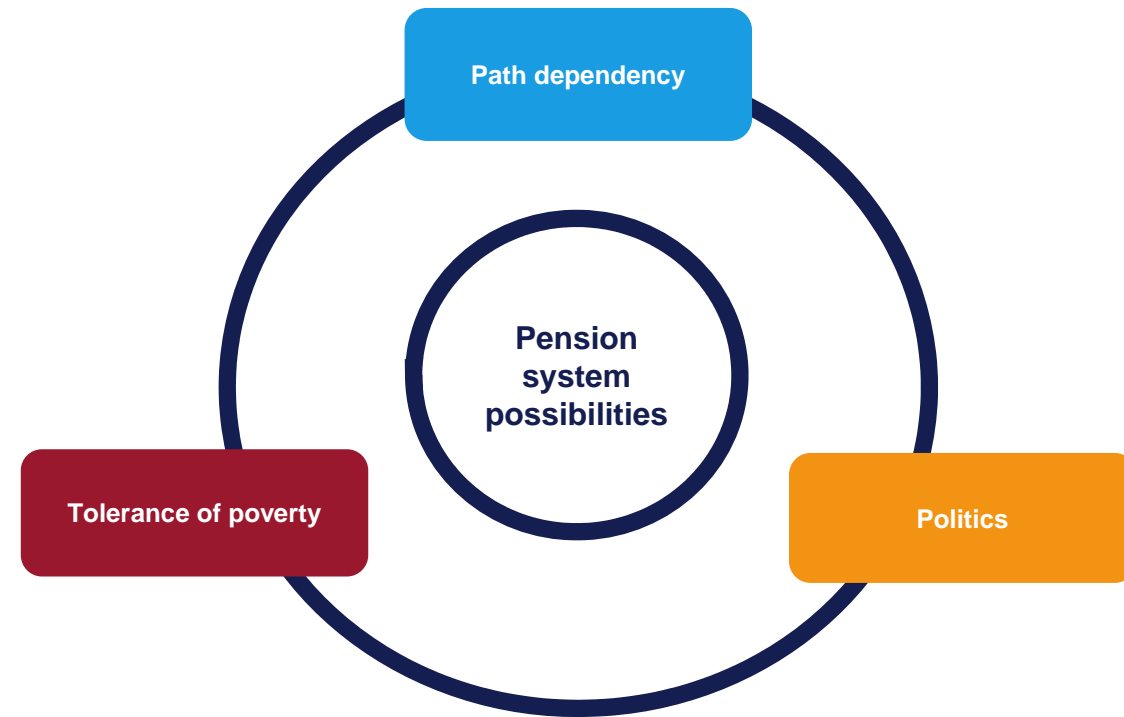 Path dependency
Pension
system
possibilities
Tolerance of poverty
Politics